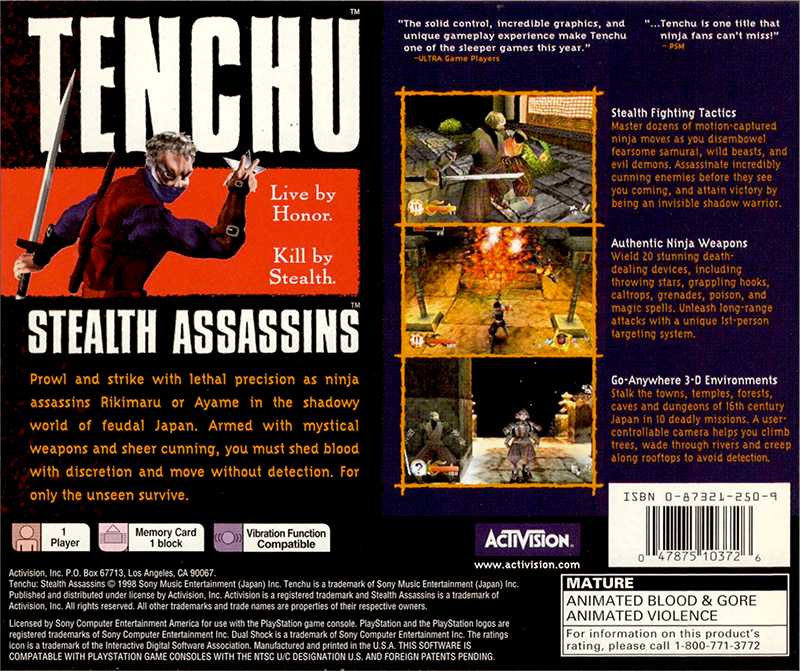 TENCHU
TM
Live by
Honor.
Kill by
Stealth.
TM
STEALTH ASSASSINS
Prowl and strike with lethal precision as ninja
assassins Rikimaru or Ayame in the shadowy
world of feudal Japan. Armed with mystical
weapons and sheer cunning, you must shed blood
with discretion and move without detection. For
only the unseen survive.
"The solid control, incredible graphics, and
unique gameplay experience make Tenchu
one of the sleeper games this year."
–ULTRA Game Players
"...Tenchu is one title that
ninja fans can't miss!"
– PSM
Stealth Fighting Tactics
Master dozens of motion-captured
ninja moves as you disembowel
fearsome samurai, wild beasts, and
evil demons. Assassinate incredibly
cunning enemies before they see
you coming, and attain victory by
being an invisible shadow warrior.
Authentic Ninja Weapons
Wield 20 stunning death-
dealing devices, including
throwing stars, grappling hooks,
caltrops, grenades, poison, and
magic spells. Unleash long-range
attacks with a unique 1st-person
targeting system.
Go-Anywhere 3-D Environments
Stalk the towns, temples, forests,
caves and dungeons of 16th century
Japan in 10 deadly missions. A user-
controllable camera helps you climb
trees, wade through rivers and creep
along rooftops to avoid detection.
1
Player
Memory Card
1 block
Vibration Function
Compatible
ACTIVISION.
www.activision.com
ISBN 0-87321-250-9
0 47875 10372 6
Activision, Inc. P.O. Box 67713, Los Angeles, CA 90067.
Tenchu: Stealth Assassins © 1998 Sony Music Entertainment (Japan) Inc. Tenchu is a trademark of Sony Music Entertainment (Japan) Inc.
Published and distributed under license by Activision, Inc. Activision is a registered trademark and Stealth Assassins is a trademark of
Activision, Inc. All rights reserved. All other trademarks and trade names are properties of their respective owners.
Licensed by Sony Computer Entertainment America for use with the PlayStation game console. PlayStation and the PlayStation logos are
registered trademarks of Sony Computer Entertainment Inc. Dual Shock is a trademark of Sony Computer Entertainment Inc. The ratings
icon is a trademark of the Interactive Digital Software Association. Manufactured and printed in the U.S.A. THIS SOFTWARE IS
COMPATIBLE WITH PLAYSTATION GAME CONSOLES WITH THE NTSC U/C DESIGNATION U.S. AND FOREIGN PATENTS PENDING.
MATURE
ANIMATED BLOOD & GORE
ANIMATED VIOLENCE
For information on this product's
rating, please call 1-800-771-3772